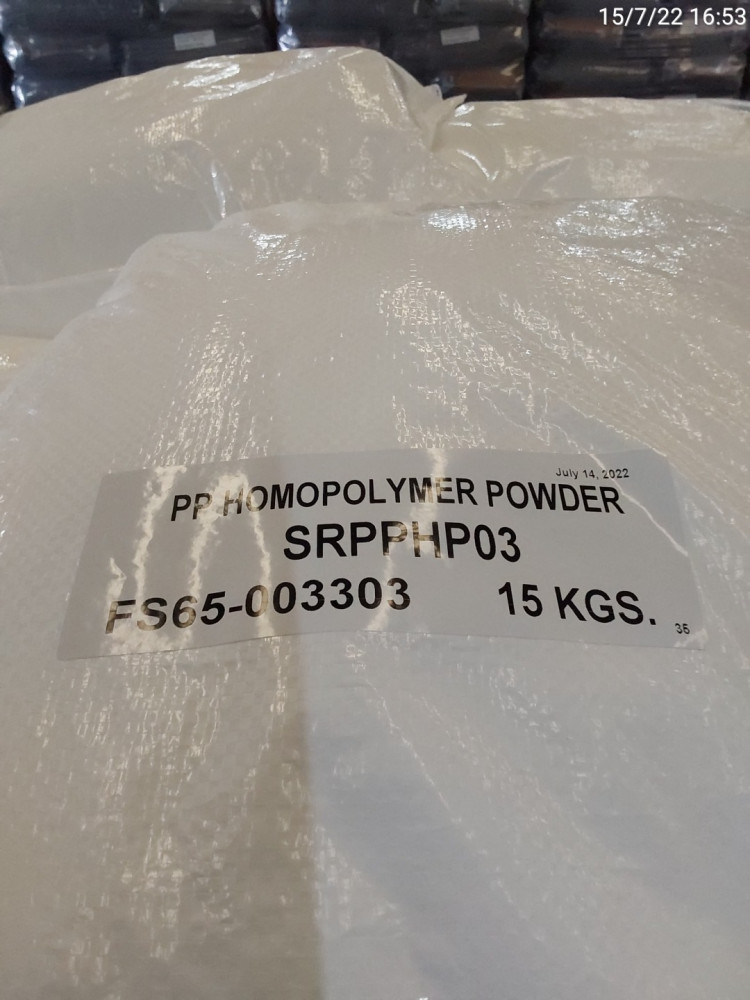 15/7/22 16:53
July 14, 2022
PP HOMOPOLYMER POWDER
SRPPHP03
FS65-003303 15 KGS.
35